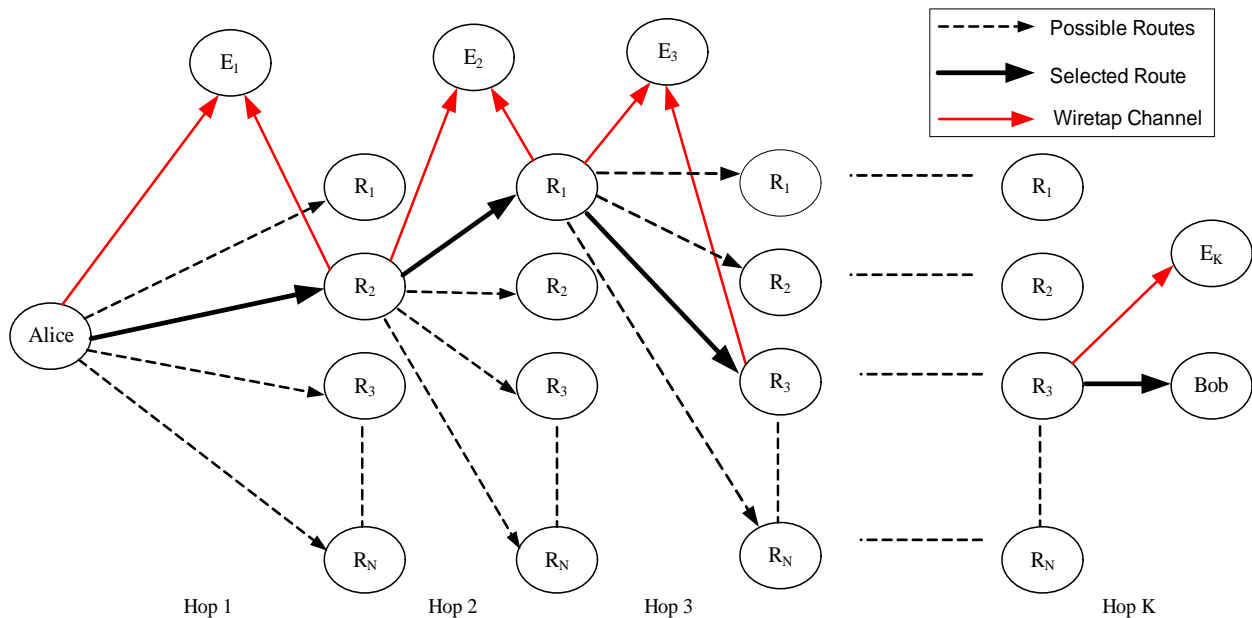 E1
E2
E3
Possible Routes
Selected Route
Wiretap Channel
R1
R1
R1
R1
R2
R2
R2
R2
EK
Alice
R3
R3
R3
R3
Bob
RN
RN
RN
RN
Hop 1
Hop 2
Hop 3
Hop K